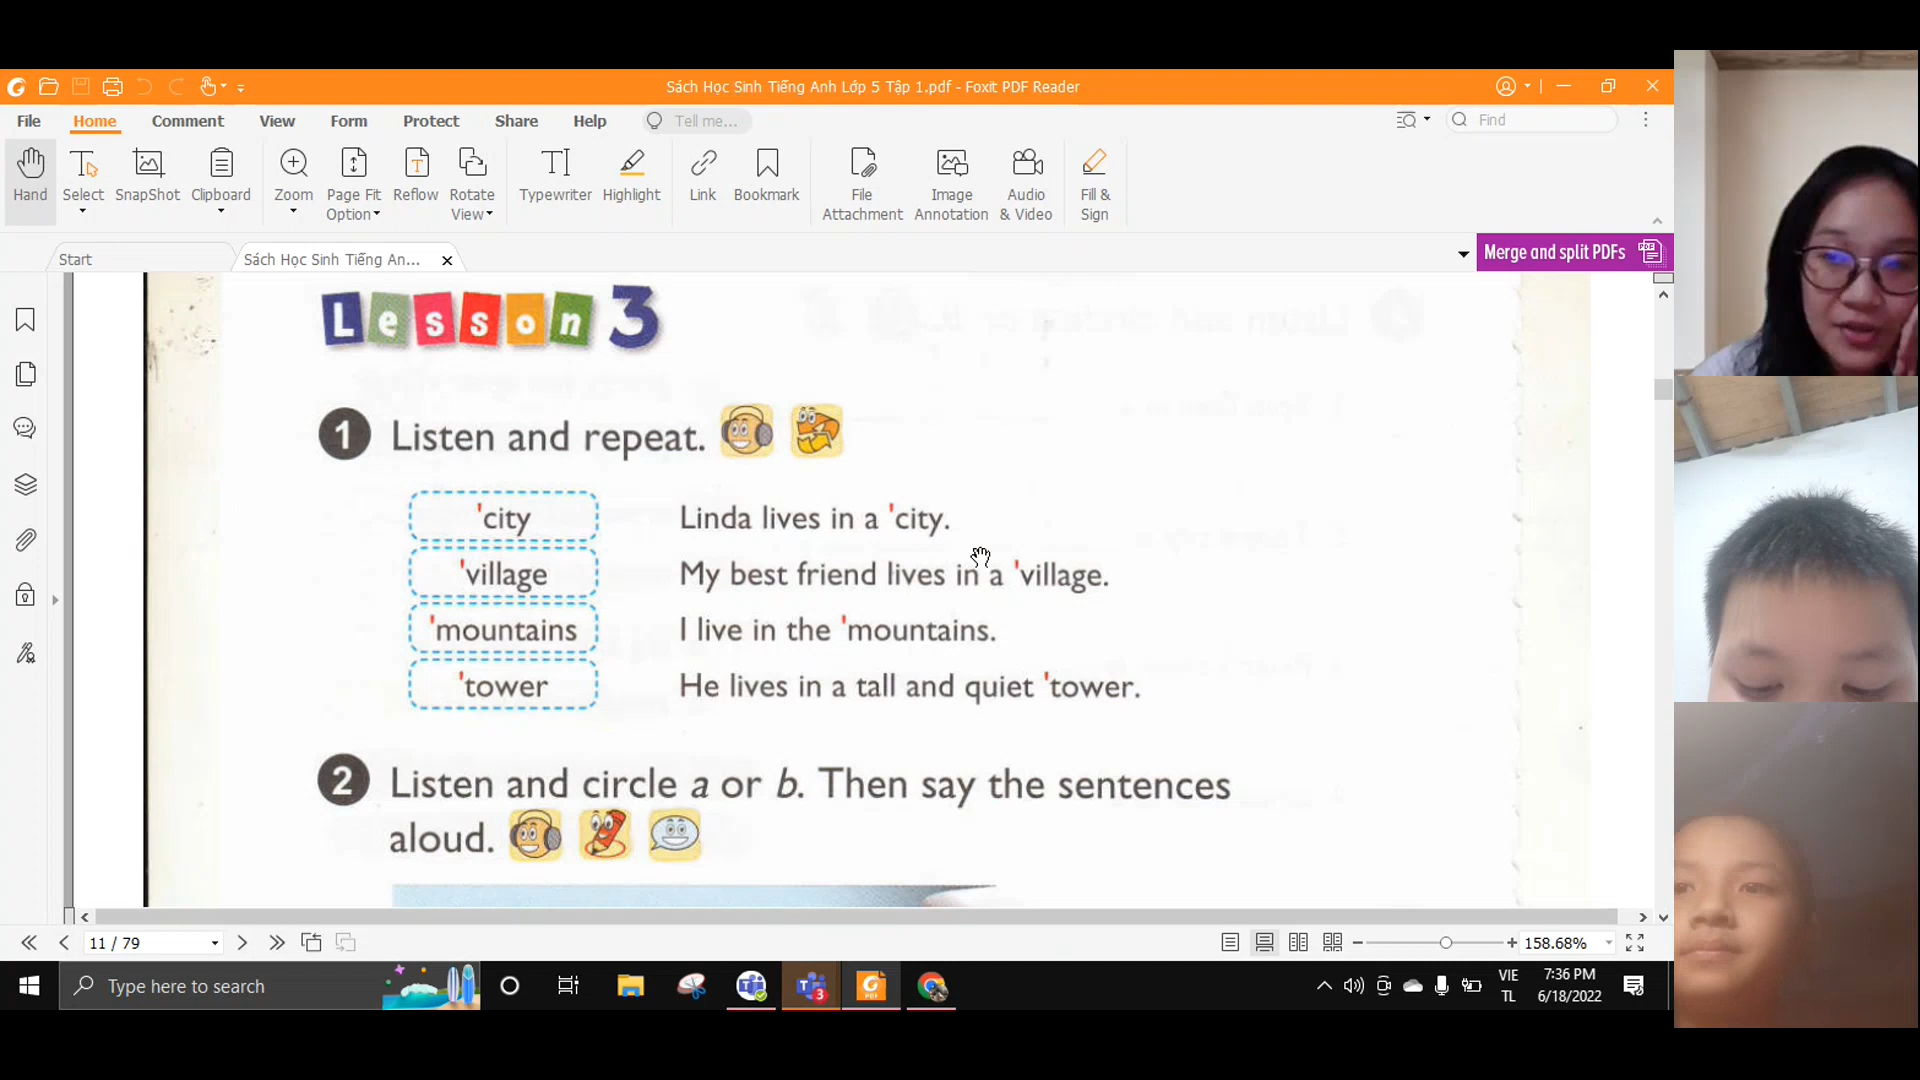 Sách Học Sinh Tiếng Anh Lớp 5 Tập 1.pdf - Foxit PDF Reader
File Home Comment View Form Protect Share Help Tell me... Find
Hand Select SnapShot Clipboard Zoom Page Fit Option Reflow Rotate View Typewriter Highlight Link Bookmark File Attachment Image Annotation Audio & Video Fill & Sign
Start Sách Học Sinh Tiếng An... Merge and split PDFs
Lesson 3
1 Listen and repeat.
'city Linda lives in a 'city.
'village My best friend lives in a 'village.
'mountains I live in the 'mountains.
'tower He lives in a tall and quiet 'tower.
2 Listen and circle a or b. Then say the sentences
aloud.
11 / 79 158.68%
Type here to search VIE 7:36 PM
TL 6/18/2022